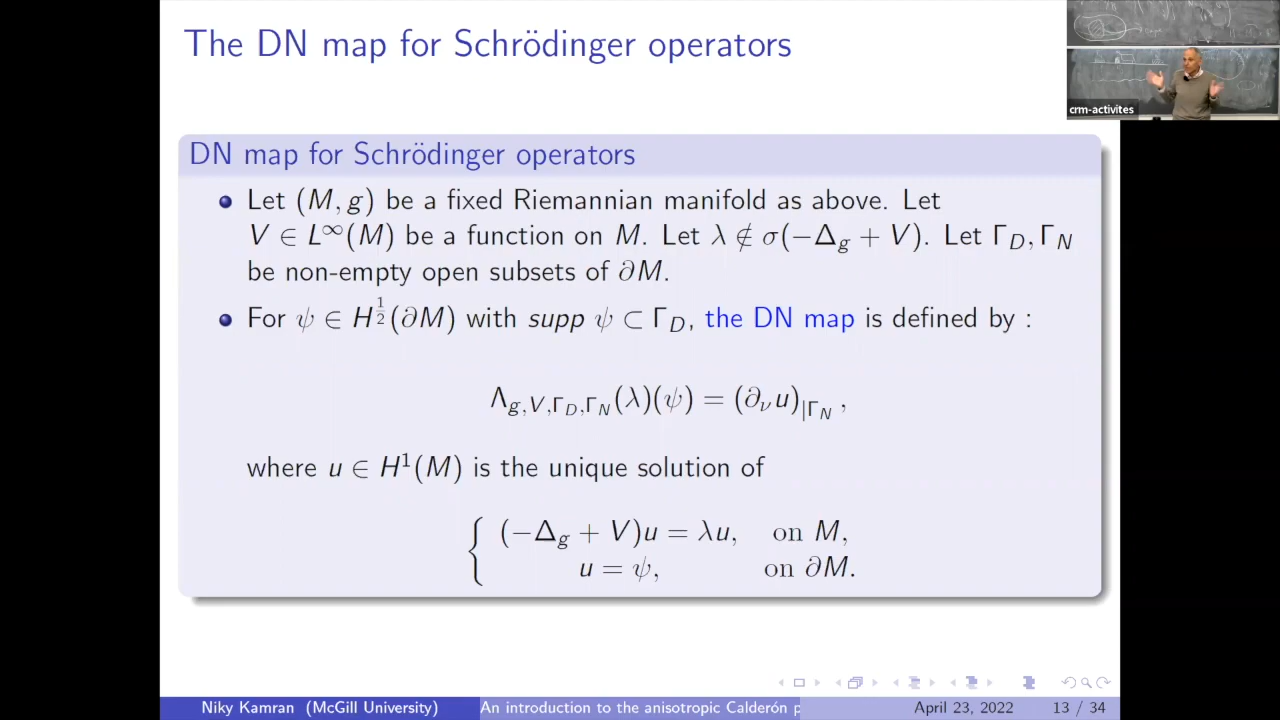 The DN map for Schrödinger operators
crm-activites
DN map for Schrödinger operators
Let (M, g) be a fixed Riemannian manifold as above. Let
V ∈ L^∞(M) be a function on M. Let λ ∉ σ(−Δ_g + V). Let Γ_D, Γ_N
be non-empty open subsets of ∂M.
For ψ ∈ H^{1/2}(∂M) with supp ψ ⊂ Γ_D, the DN map is defined by :
Λ_{g,V,Γ_D,Γ_N}(λ)(ψ) = (∂_ν u)_{|Γ_N} ,
where u ∈ H^1(M) is the unique solution of
(−Δ_g + V)u = λu, on M,
u = ψ, on ∂M.
Niky Kamran (McGill University) An introduction to the anisotropic Calderón p April 23, 2022 13 / 34